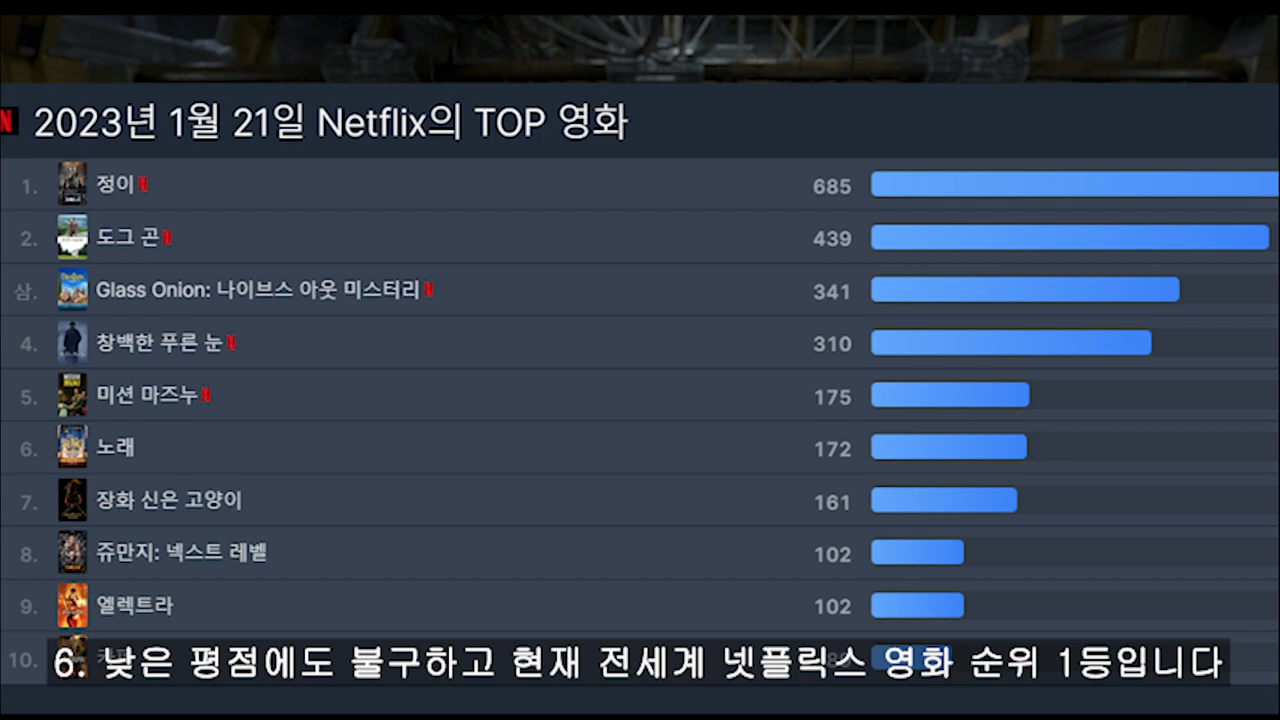 N 2023년 1월 21일 Netflix의 TOP 영화
1. 정이N 685
2. 도그 곤N 439
삼. Glass Onion: 나이브스 아웃 미스터리N 341
4. 창백한 푸른 눈N 310
5. 미션 마즈누N 175
6. 노래 172
7. 장화 신은 고양이 161
8. 쥬만지: 넥스트 레벨 102
9. 엘렉트라 102
10.
6. 낮은 평점에도 불구하고 현재 전세계 넷플릭스 영화 순위 1등입니다